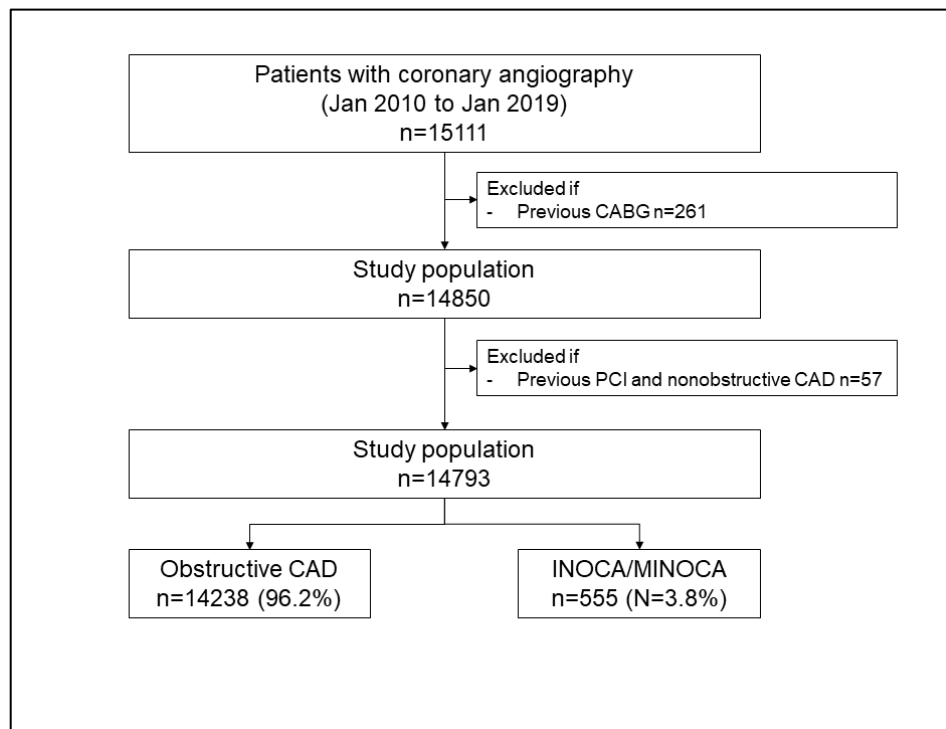 Patients with coronary angiography
(Jan 2010 to Jan 2019)
n=15111
Excluded if
- Previous CABG n=261
Study population
n=14850
Excluded if
- Previous PCI and nonobstructive CAD n=57
Study population
n=14793
Obstructive CAD
n=14238 (96.2%)
INOCA/MINOCA
n=555 (N=3.8%)